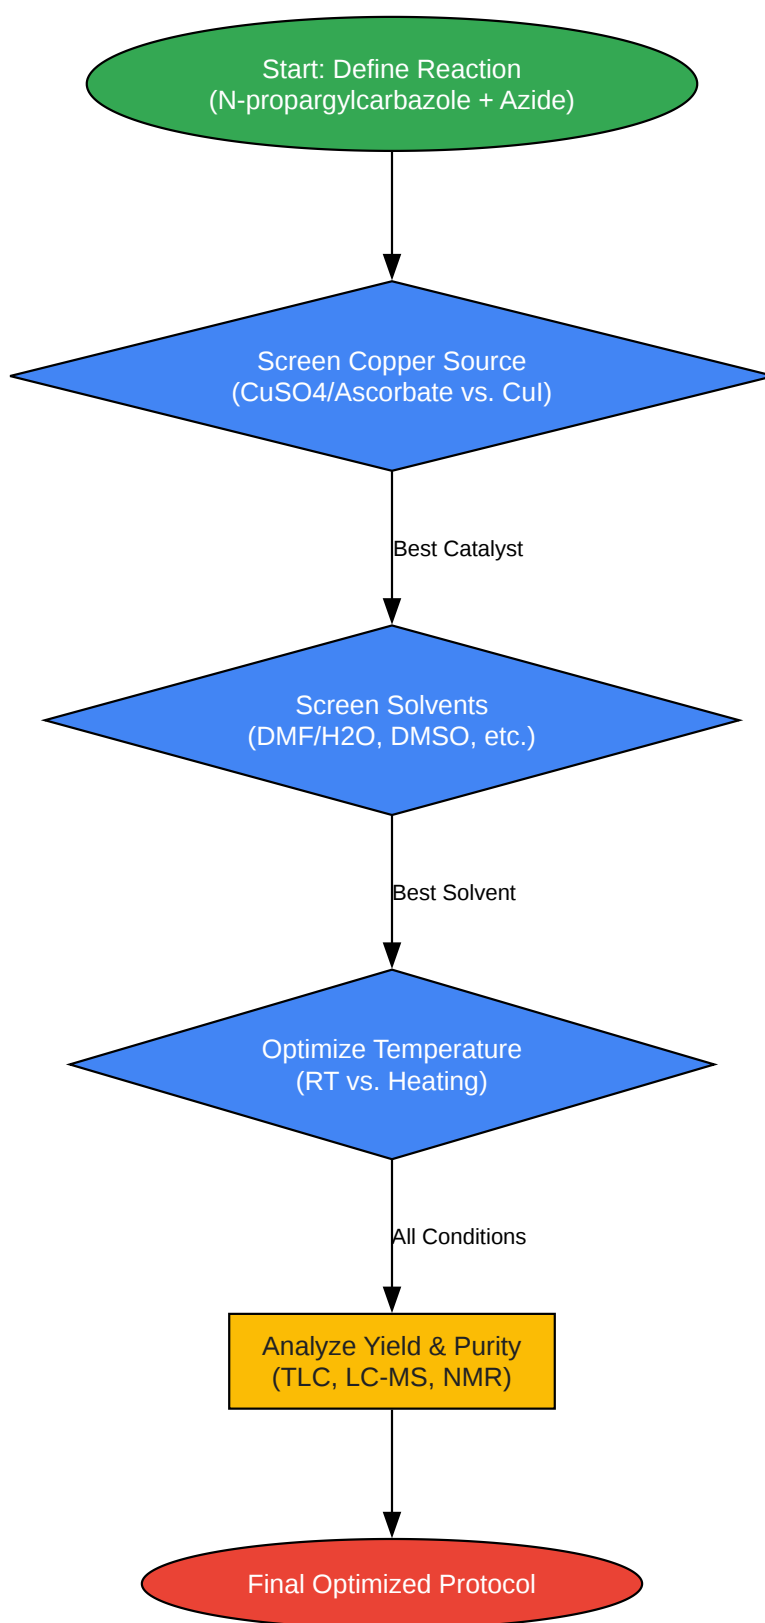 Start: Define Reaction
(N-propargylcarbazole + Azide)
Screen Copper Source
(CuSO4/Ascorbate vs. CuI)
Best Catalyst
Screen Solvents
(DMF/H2O, DMSO, etc.)
Best Solvent
Optimize Temperature
(RT vs. Heating)
All Conditions
Analyze Yield & Purity
(TLC, LC-MS, NMR)
Final Optimized Protocol